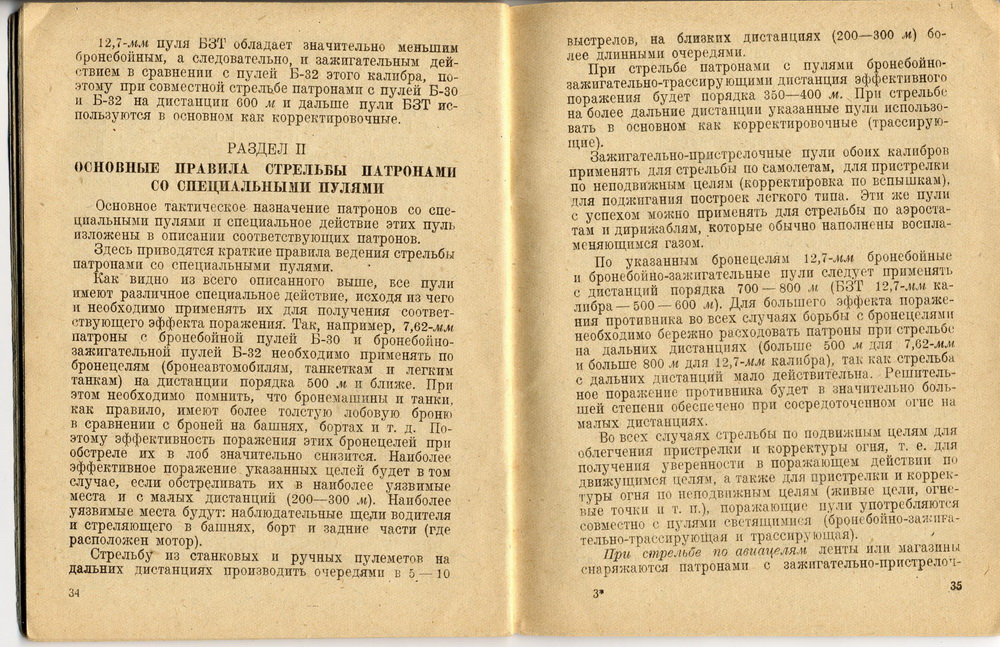 12,7-мм пуля БЗТ обладает значительно меньшим
бронебойным, а следовательно, и зажигательным дей-
ствием в сравнении с пулей Б-32 этого калибра, по-
этому при совместной стрельбе патронами с пулей Б-30
и Б-32 на дистанции 600 м и дальше пули БЗТ ис-
пользуются в основном как корректировочные.
РАЗДЕЛ II
ОСНОВНЫЕ ПРАВИЛА СТРЕЛЬБЫ ПАТРОНАМИ
СО СПЕЦИАЛЬНЫМИ ПУЛЯМИ
Основное тактическое назначение патронов со спе-
циальными пулями и специальное действие этих пуль
изложены в описании соответствующих патронов.
Здесь приводятся краткие правила ведения стрельбы
патронами со специальными пулями.
Как видно из всего описанного выше, все пули
имеют различное специальное действие, исходя из чего
и необходимо применять их для получения соответ-
ствующего эффекта поражения. Так, например, 7,62-мм
патроны с бронебойной пулей Б-30 и бронебойно-
зажигательной пулей Б-32 необходимо применять по
бронецелям (бронеавтомобилям, танкеткам и легким
танкам) на дистанции порядка 500 м и ближе. При
этом необходимо помнить, что бронемашины и танки,
как правило, имеют более толстую лобовую броню
в сравнении с броней на башнях, бортах и т. д. По-
этому эффективность поражения этих бронецелей при
обстреле их в лоб значительно снизится. Наиболее
эффективное поражение указанных целей будет в том
случае, если обстреливать их в наиболее уязвимые
места и с малых дистанций (200—300 м). Наиболее
уязвимые места будут: наблюдательные щели водителя
и стреляющего в башнях, борт и задние части (где
расположен мотор).
Стрельбу из станковых и ручных пулеметов на
дальних дистанциях производить очередями в 5—10
34
выстрелов, на близких дистанциях (200—300 м) бо-
лее длинными очередями.
При стрельбе патронами с пулями бронебойно-
зажигательно-трассирующими дистанция эффективного
поражения будет порядка 350—400 м. При стрельбе
на более дальние дистанции указанные пули использо-
вать в основном как корректировочные (трассирую-
щие).
Зажигательно-пристрелочные пули обоих калибров
применять для стрельбы по самолетам, для пристрелки
по неподвижным целям (корректировка по вспышкам),
для поджигания построек легкого типа. Эти же пули
с успехом можно применять для стрельбы по аэроста-
там и дирижаблям, которые обычно наполнены воспла-
меняющимся газом.
По указанным бронецелям 12,7-мм бронебойные
и бронебойно-зажигательные пули следует применять
с дистанций порядка 700—800 м (БЗТ 12,7-мм ка-
либра—500—600 м). Для большего эффекта пораже-
ния противника во всех случаях борьбы с бронецелями
необходимо бережно расходовать патроны при стрельбе
на дальних дистанциях (больше 500 м для 7,62-мм
и больше 800 м для 12,7-мм калибра), так как стрельба
с дальних дистанций мало действительна. Решитель-
ное поражение противника будет в значительно боль-
шей степени обеспечено при сосредоточенном огне на
малых дистанциях.
Во всех случаях стрельбы по подвижным целям для
облегчения пристрелки и корректуры огня, т. е. для
получения уверенности в поражающем действии по
движущимся целям, а также для пристрелки и коррек-
туры огня по неподвижным целям (живые цели, огне-
вые точки и т. п.), поражающие пули употребляются
совместно с пулями светящимися (бронебойно-зажига-
тельно-трассирующая и трассирующая).
При стрельбе по авиацелям ленты или магазины
снаряжаются патронами с зажигательно-пристрелоч-
3*
35